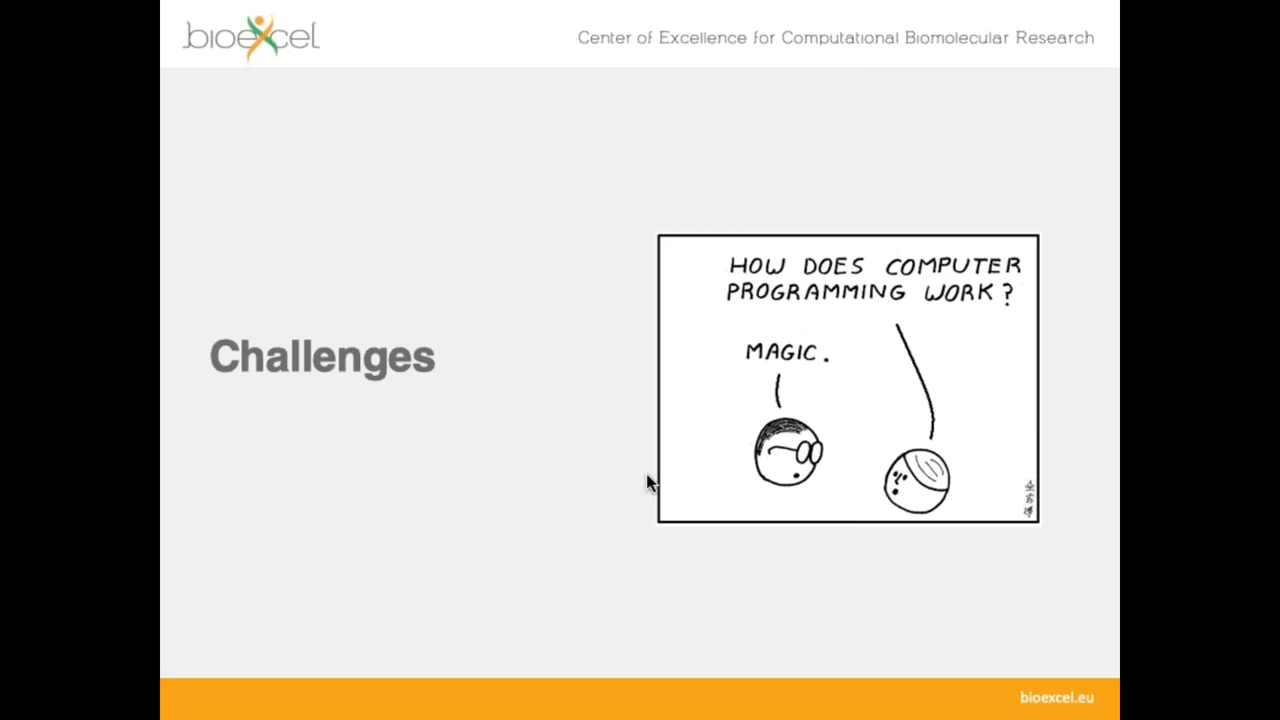 bioexcel
Center of Excellence for Computational Biomolecular Research
Challenges
HOW DOES COMPUTER
PROGRAMMING WORK?
MAGIC.
bioexcel.eu